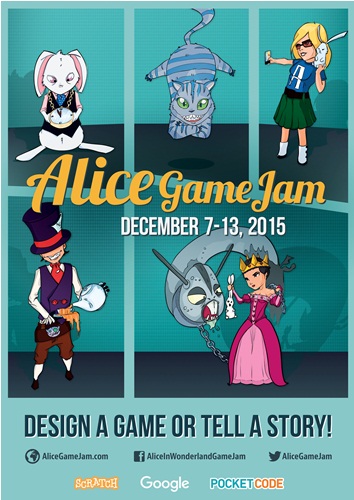 A
Alice Game Jam
DECEMBER 7-13, 2015
DESIGN A GAME OR TELL A STORY!
AliceGameJam.com
AliceInWonderlandGameJam
AliceGameJam
SCRATCH
Google
POCKETCODE